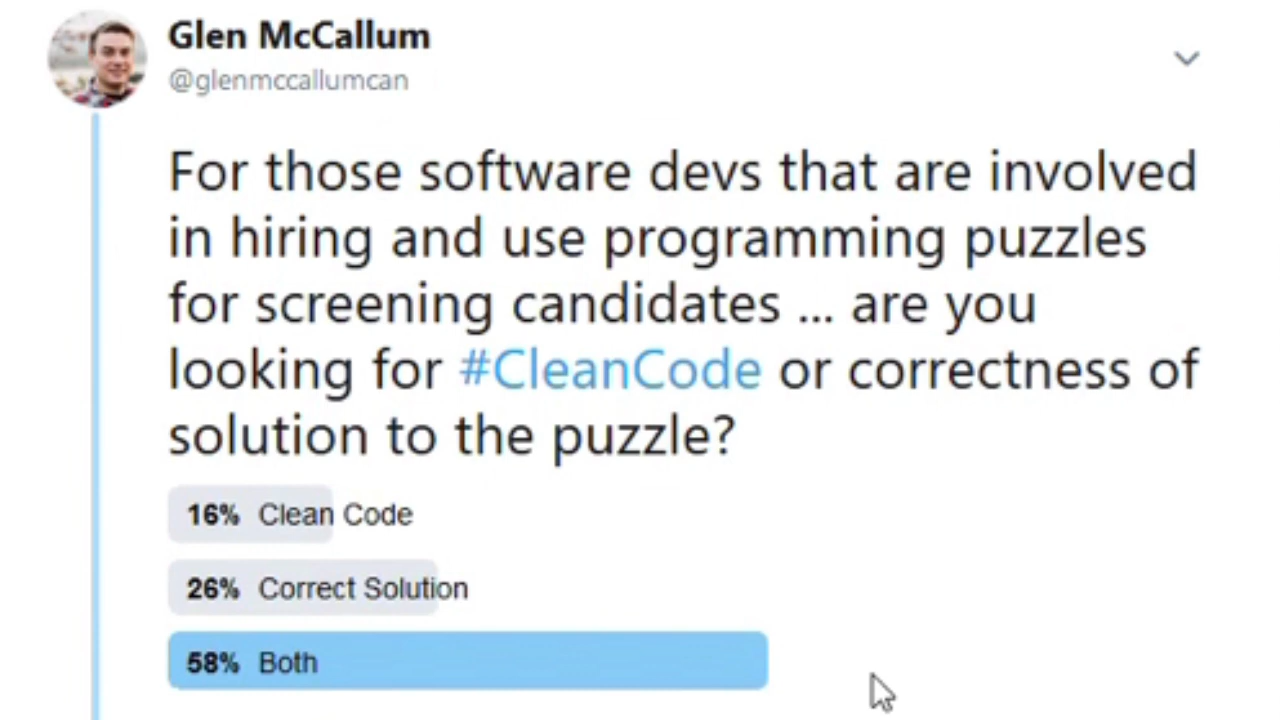 Glen McCallum
@glenmccallumcan
For those software devs that are involved
in hiring and use programming puzzles
for screening candidates ... are you
looking for #CleanCode or correctness of
solution to the puzzle?
16% Clean Code
26% Correct Solution
58% Both